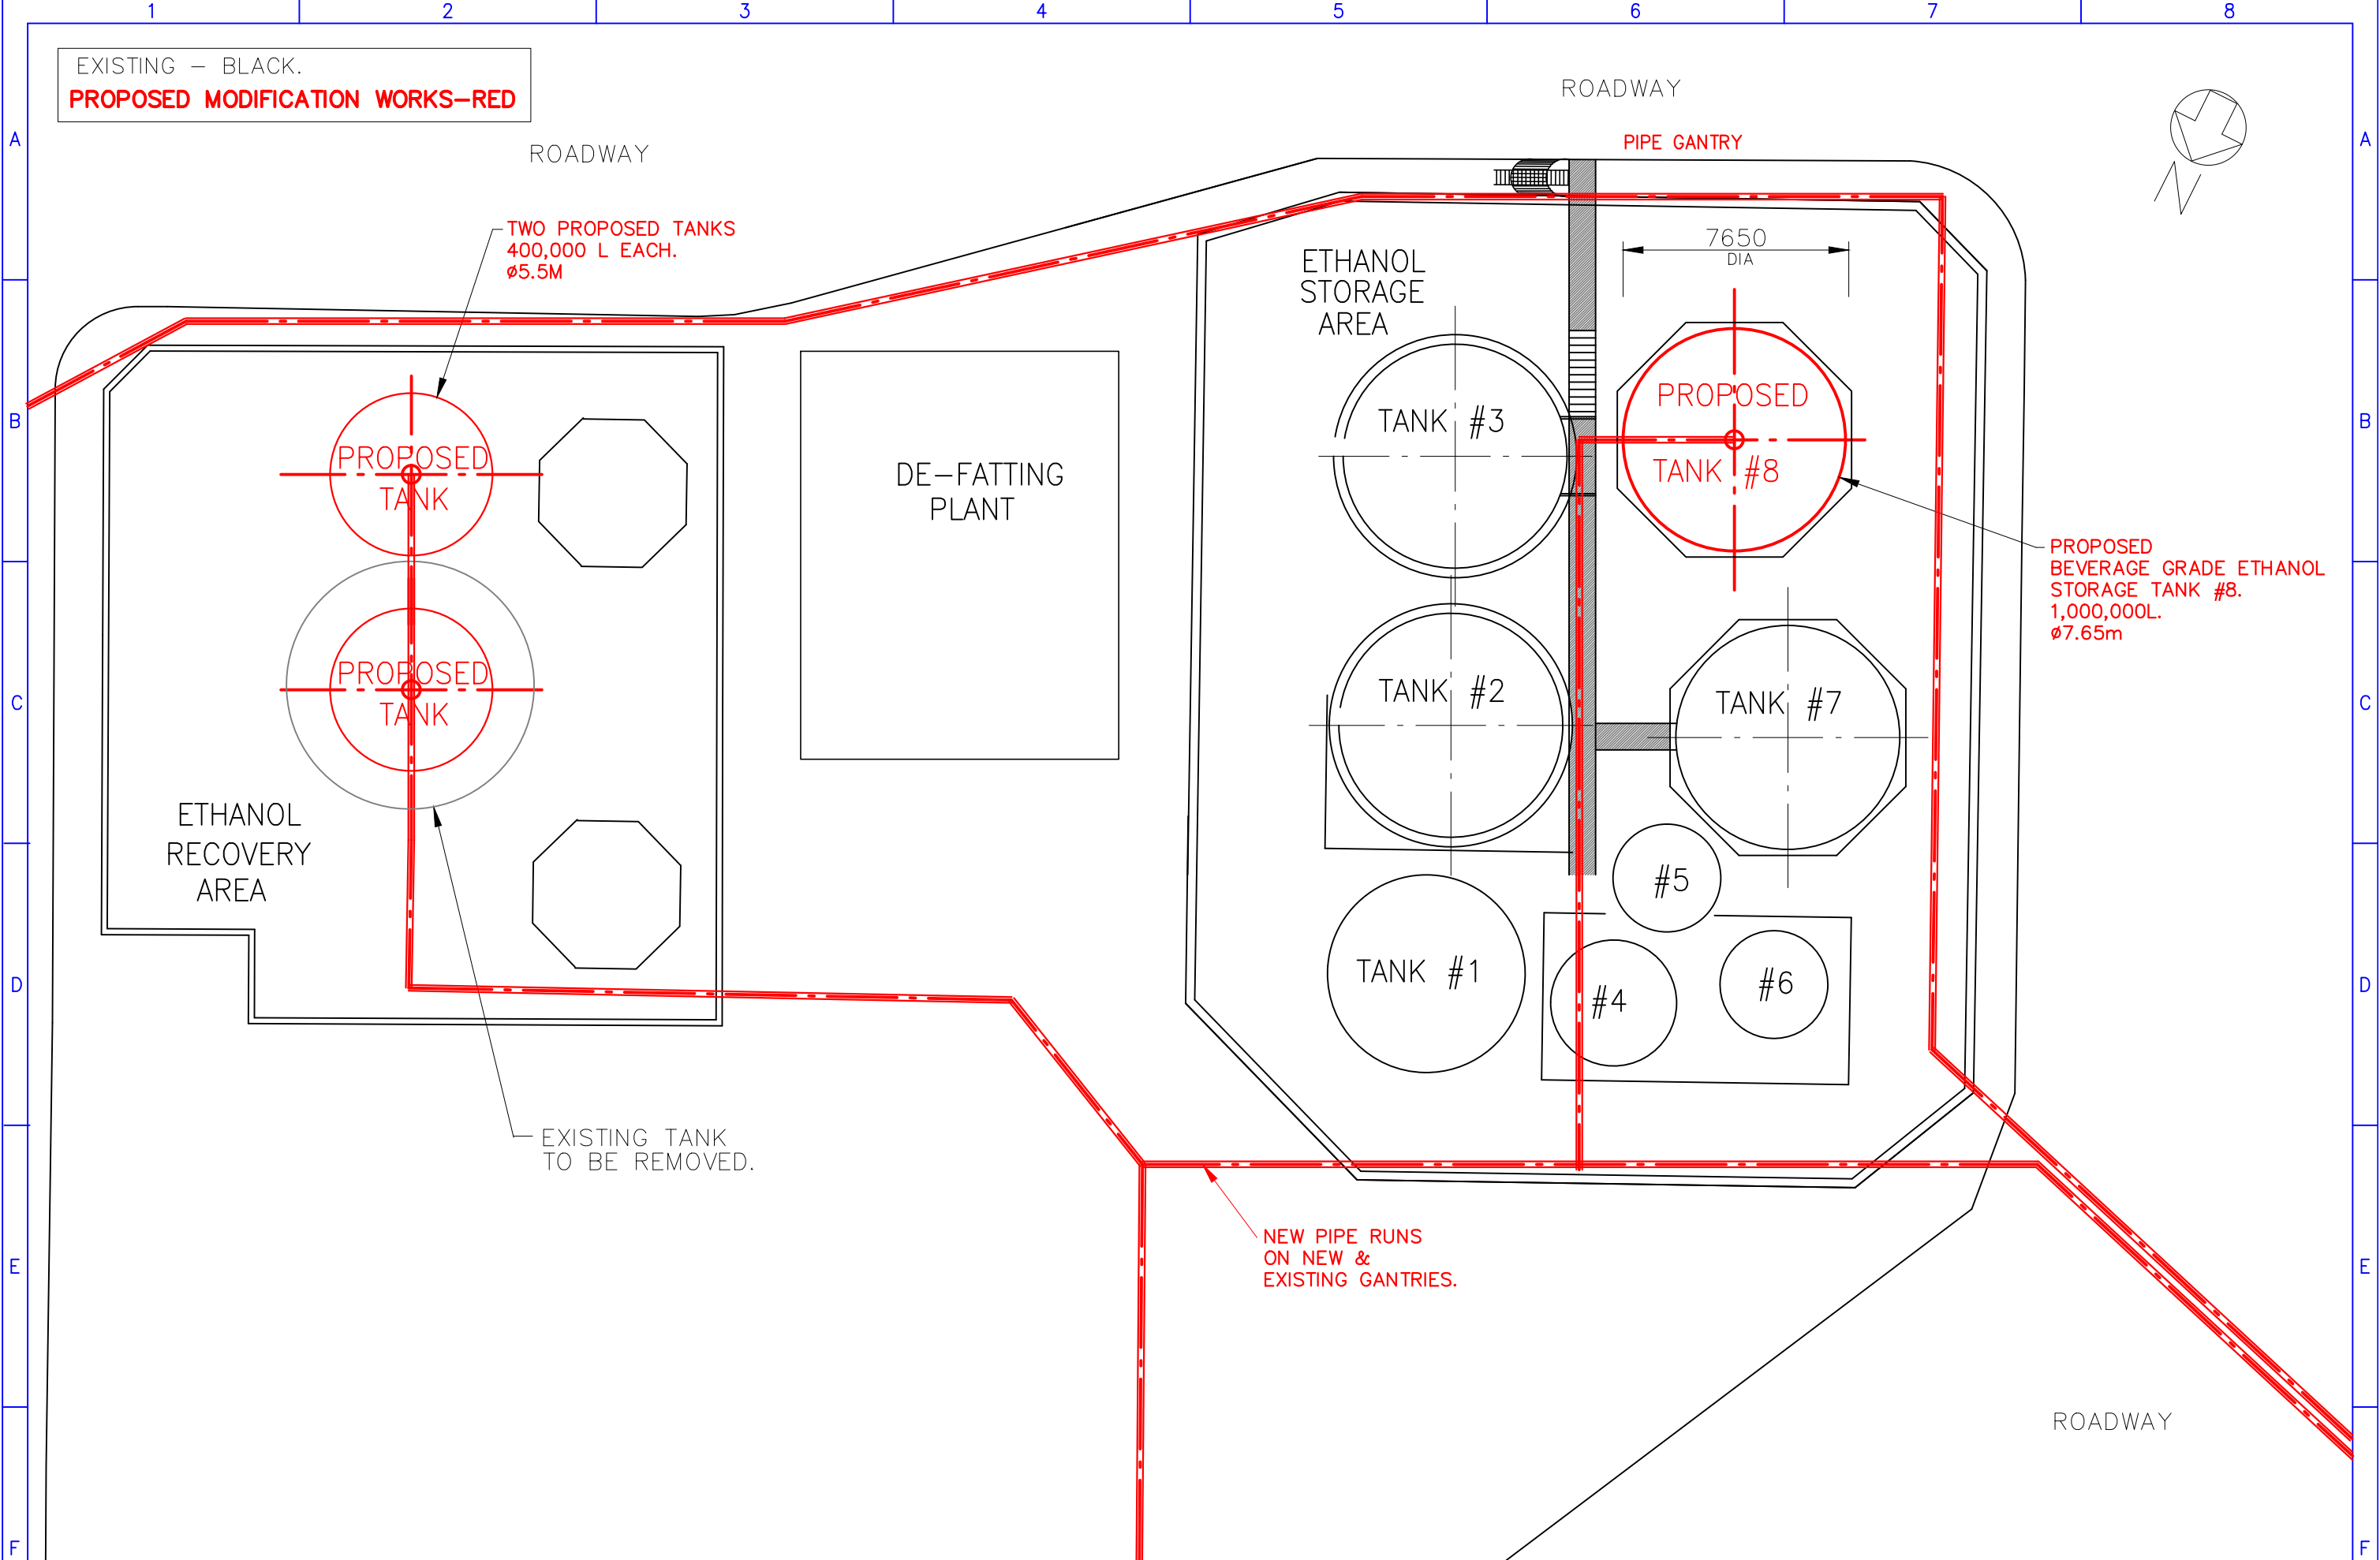 1 2 3 4 5 6 7 8
EXISTING – BLACK.
PROPOSED MODIFICATION WORKS–RED
ROADWAY
ROADWAY
PIPE GANTRY
N
A A
TWO PROPOSED TANKS
400,000 L EACH.
ø5.5M
7650
DIA
ETHANOL
STORAGE
AREA
B B
PROPOSED
TANK
DE–FATTING
PLANT
TANK #3
PROPOSED
TANK #8
PROPOSED
BEVERAGE GRADE ETHANOL
STORAGE TANK #8.
1,000,000L.
ø7.65m
C C
PROPOSED
TANK
TANK #2
TANK #7
ETHANOL
RECOVERY
AREA
#5
TANK #1
#4
#6
D D
EXISTING TANK
TO BE REMOVED.
NEW PIPE RUNS
ON NEW &
EXISTING GANTRIES.
E E
ROADWAY
F F